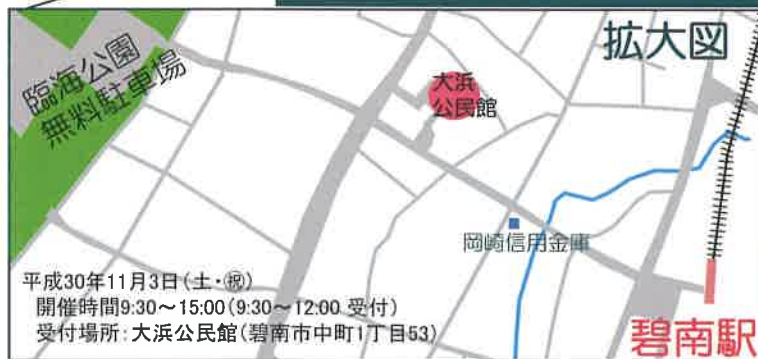 拡大図
臨海公園
無料駐車場
大浜
公民館
岡崎信用金庫
平成30年11月3日(土・㊗)
開催時間9:30～15:00(9:30～12:00 受付)
受付場所:大浜公民館(碧南市中町1丁目53)
碧南駅